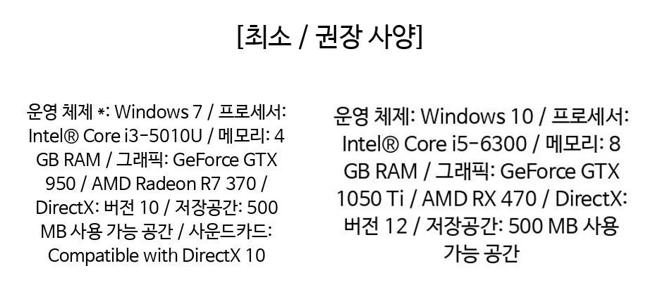 [최소 / 권장 사양]
운영 체제 *: Windows 7 / 프로세서:
Intel® Core i3-5010U / 메모리: 4
GB RAM / 그래픽: GeForce GTX
950 / AMD Radeon R7 370 /
DirectX: 버전 10 / 저장공간: 500
MB 사용 가능 공간 / 사운드카드:
Compatible with DirectX 10
운영 체제: Windows 10 / 프로세서:
Intel® Core i5-6300 / 메모리: 8
GB RAM / 그래픽: GeForce GTX
1050 Ti / AMD RX 470 / DirectX:
버전 12 / 저장공간: 500 MB 사용
가능 공간